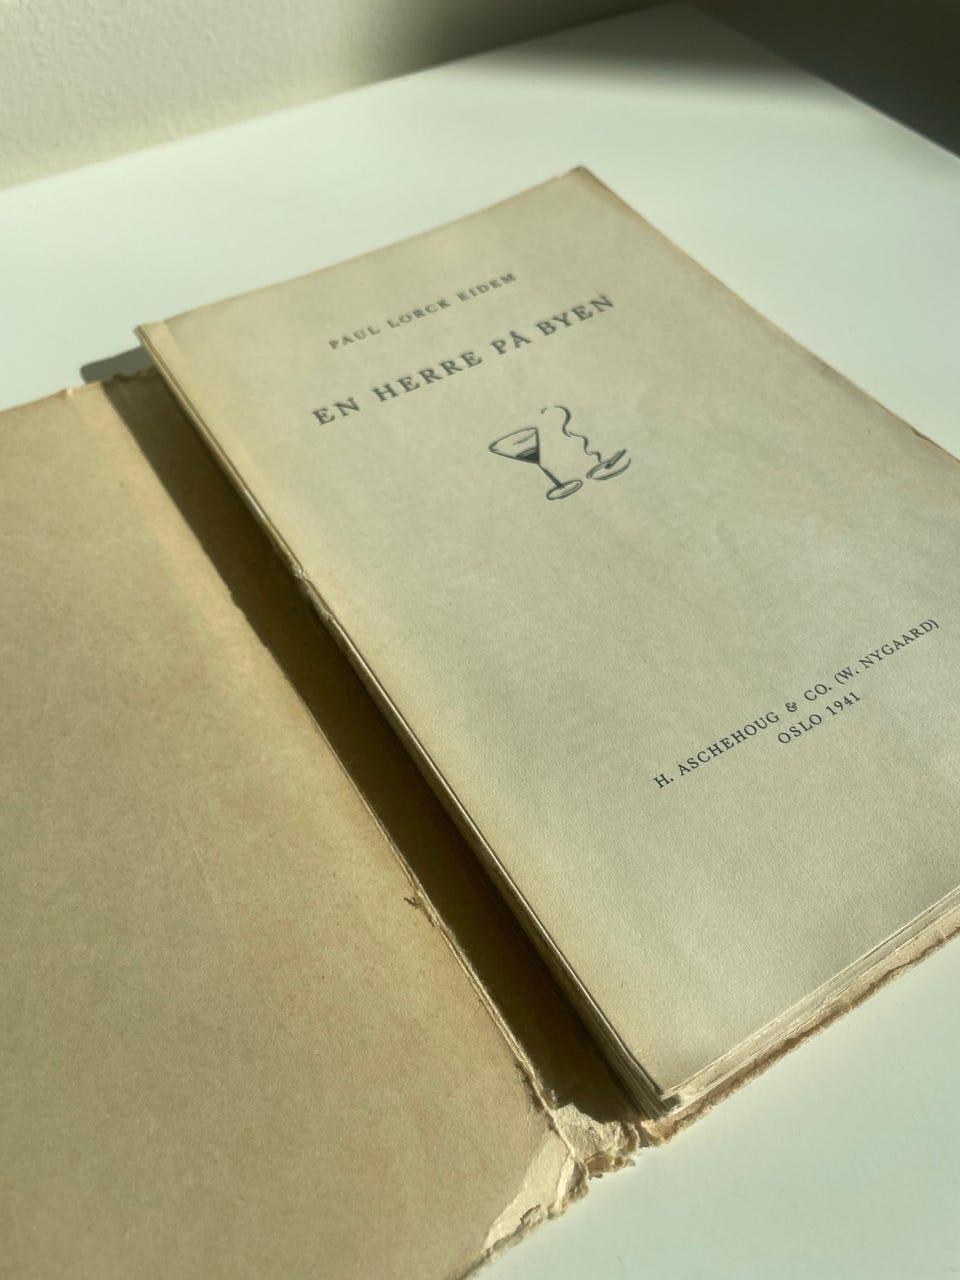 PAUL LORCK EIDEM
EN HERRE PÅ BYEN
H. ASCHEHOUG & CO. (W. NYGAARD)
OSLO 1941